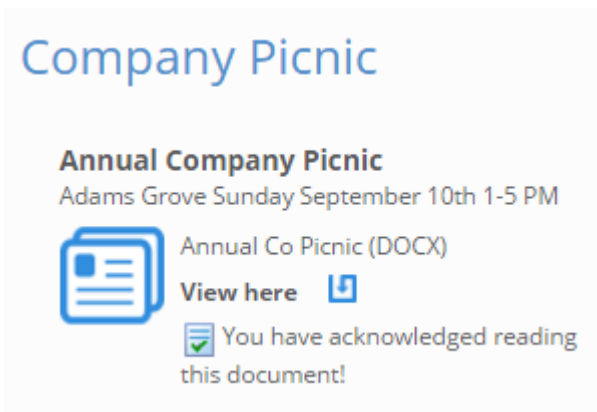 Company Picnic
Annual Company Picnic
Adams Grove Sunday September 10th 1-5 PM
Annual Co Picnic (DOCX)
View here
You have acknowledged reading
this document!